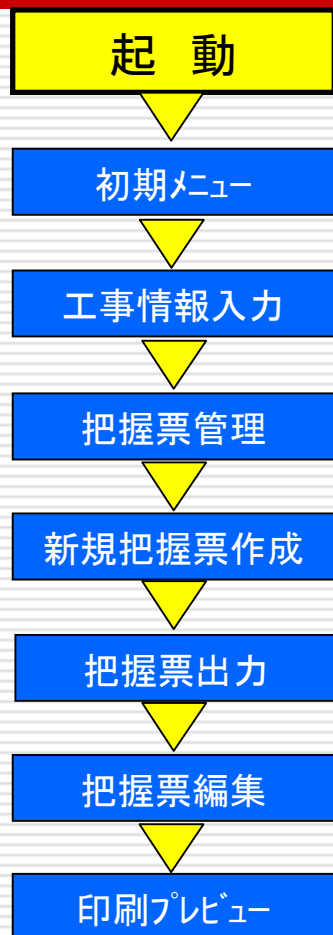 起　動
初期ﾒﾆｭｰ
工事情報入力
把握票管理
新規把握票作成
把握票出力
把握票編集
印刷ﾌﾟﾚﾋﾞｭｰ